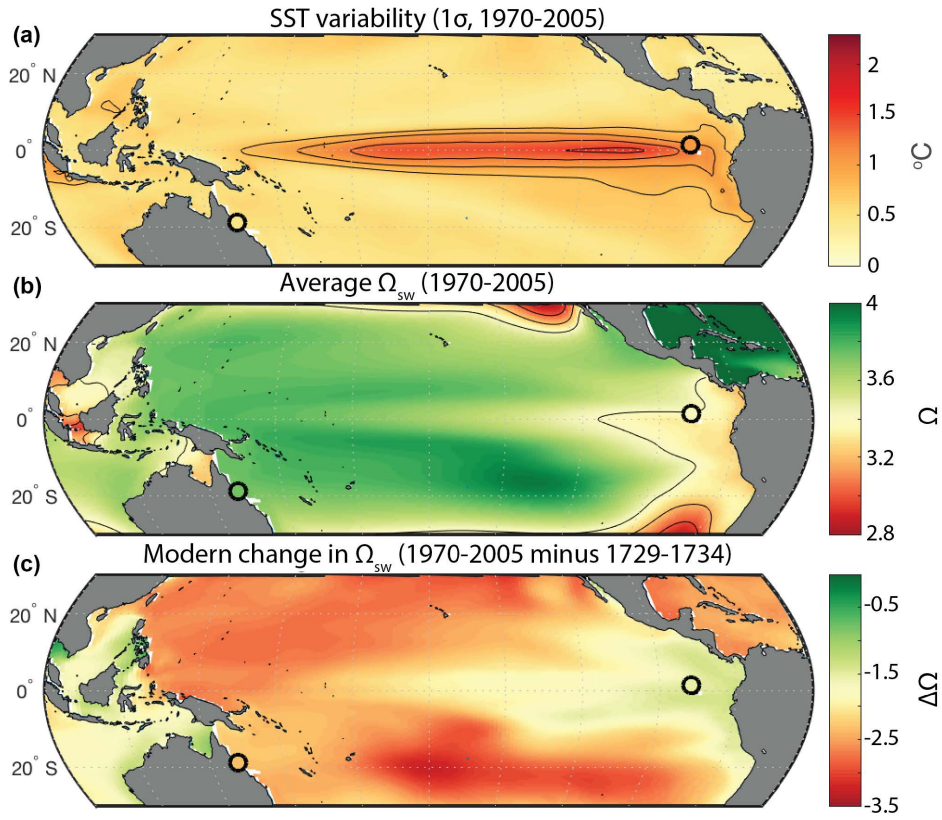 SST variability (1σ, 1970-2005)
(a)
20° N
0°
20° S
2
1.5
1
0.5
0
°C
(b)
Average Ωsw (1970-2005)
20° N
0°
20° S
4
3.6
3.2
2.8
Ω
(c)
Modern change in Ωsw (1970-2005 minus 1729-1734)
20° N
0°
20° S
-0.5
-1.5
-2.5
-3.5
ΔΩ